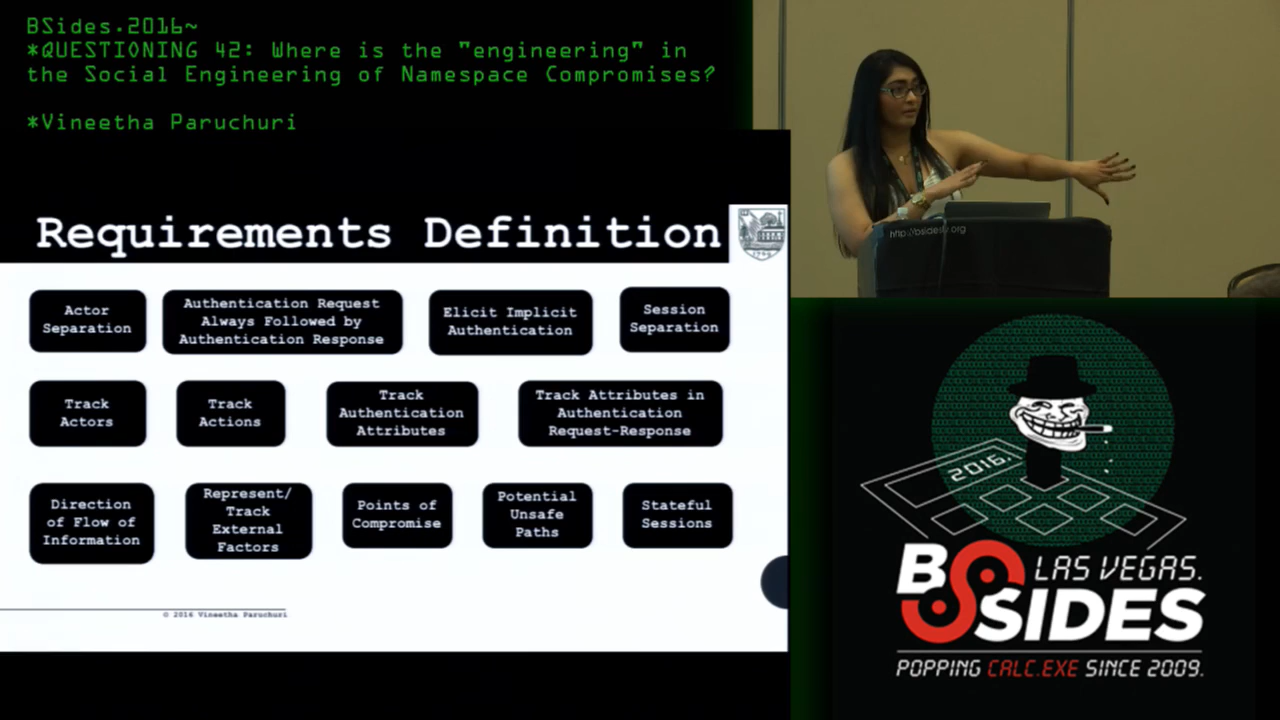 BSides.2016~
*QUESTIONING 42: Where is the "engineering" in
the Social Engineering of Namespace Compromises?
*Vineetha Paruchuri
Requirements Definition
Actor
Separation
Authentication Request
Always Followed by
Authentication Response
Elicit Implicit
Authentication
Session
Separation
Track
Actors
Track
Actions
Track
Authentication
Attributes
Track Attributes in
Authentication
Request-Response
Direction
of Flow of
Information
Represent/
Track
External
Factors
Points of
Compromise
Potential
Unsafe
Paths
Stateful
Sessions
© 2016 Vineetha Paruchuri
2016.
BSIDES
LAS VEGAS.
POPPING CALC.EXE SINCE 2009.